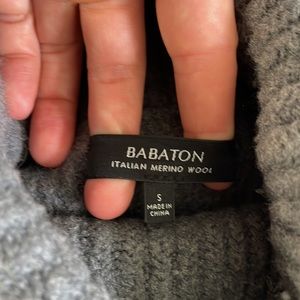 BABATON
ITALIAN MERINO WOOL
S
MADE IN
CHINA